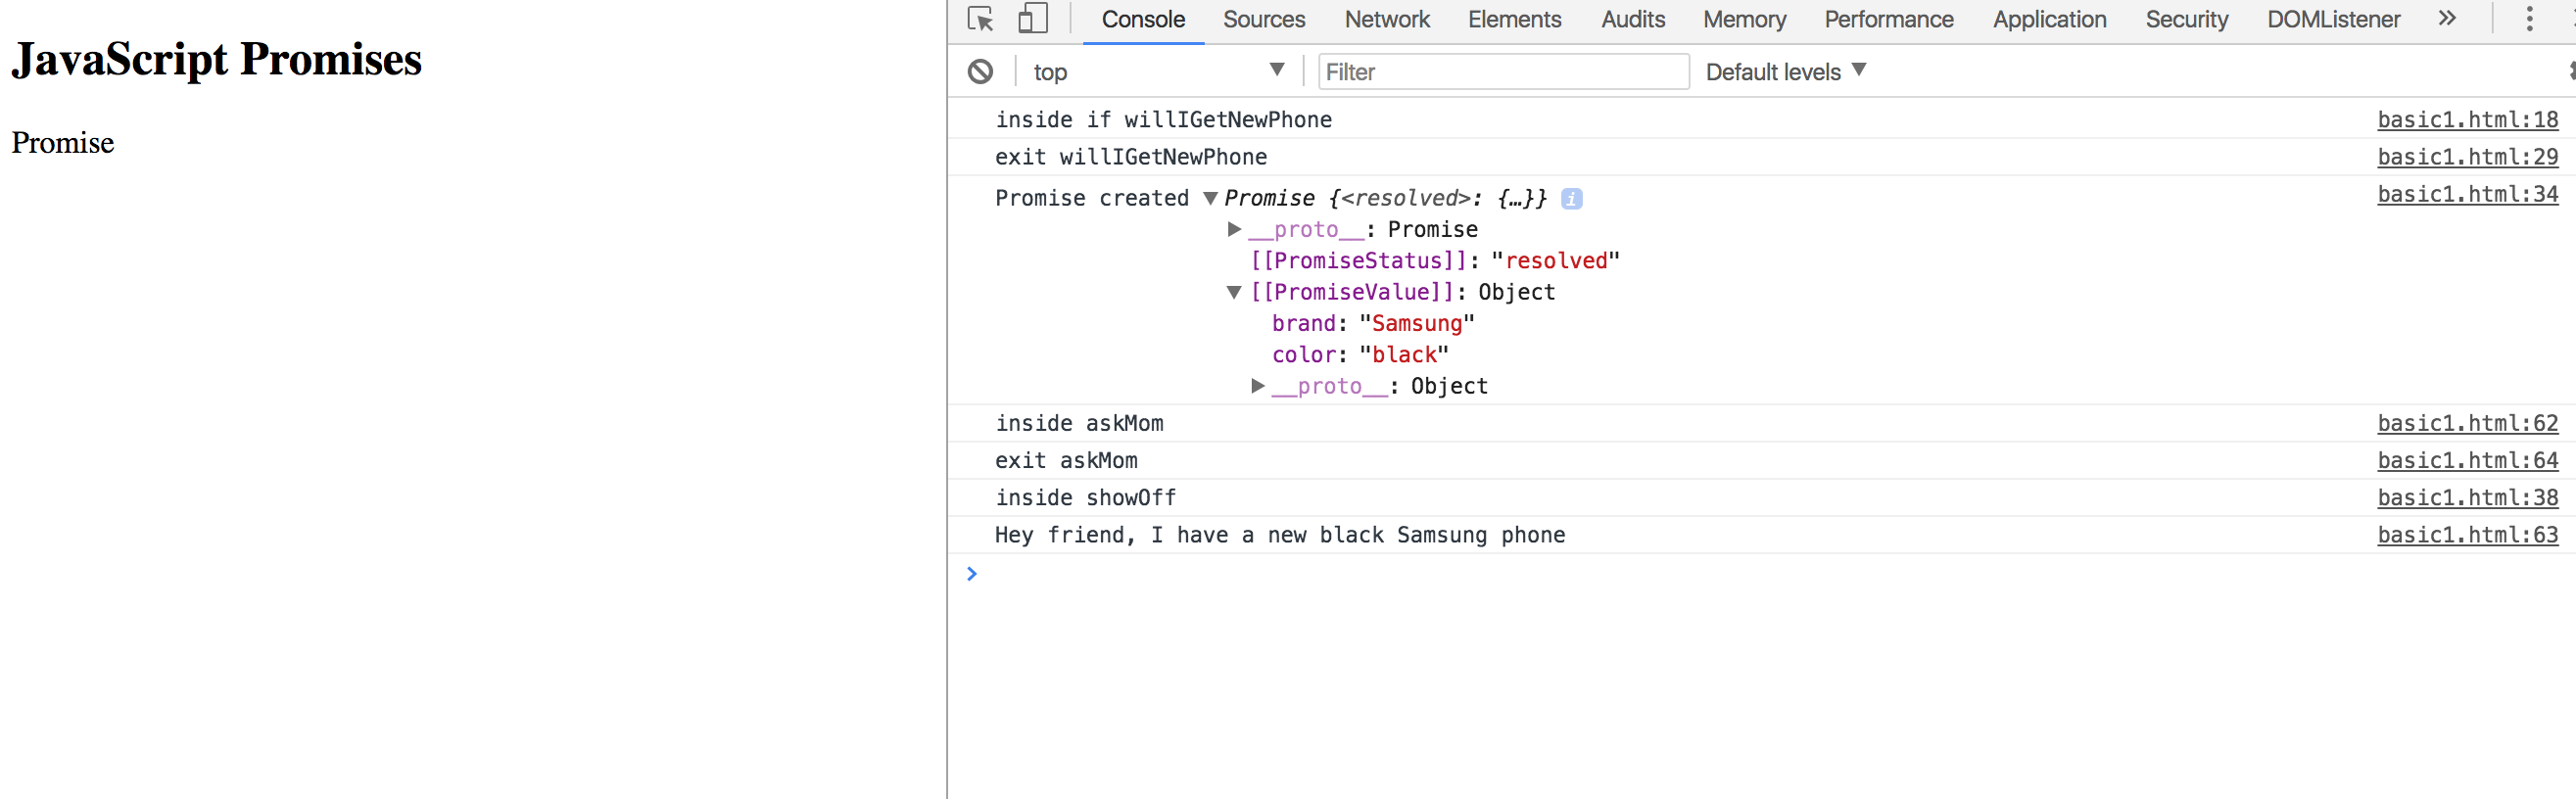 JavaScript Promises
Promise
Console Sources Network Elements Audits Memory Performance Application Security DOMListener »
top Filter Default levels
inside if willIGetNewPhone basic1.html:18
exit willIGetNewPhone basic1.html:29
Promise created Promise {<resolved>: {…}} i basic1.html:34
__proto__: Promise
[[PromiseStatus]]: "resolved"
[[PromiseValue]]: Object
brand: "Samsung"
color: "black"
__proto__: Object
inside askMom basic1.html:62
exit askMom basic1.html:64
inside showOff basic1.html:38
Hey friend, I have a new black Samsung phone basic1.html:63